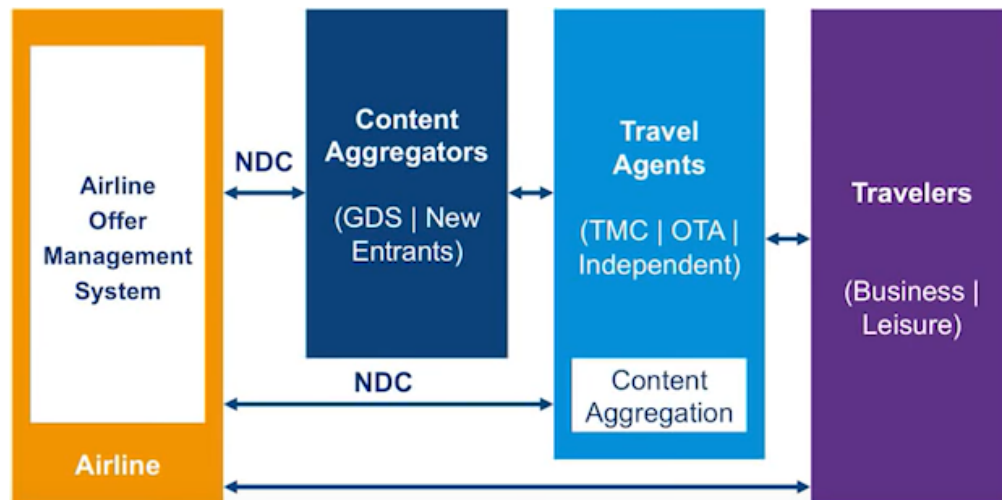 Airline
Offer
Management
System
Airline
NDC
Content
Aggregators
(GDS | New
Entrants)
NDC
Travel
Agents
(TMC | OTA |
Independent)
Content
Aggregation
Travelers
(Business |
Leisure)